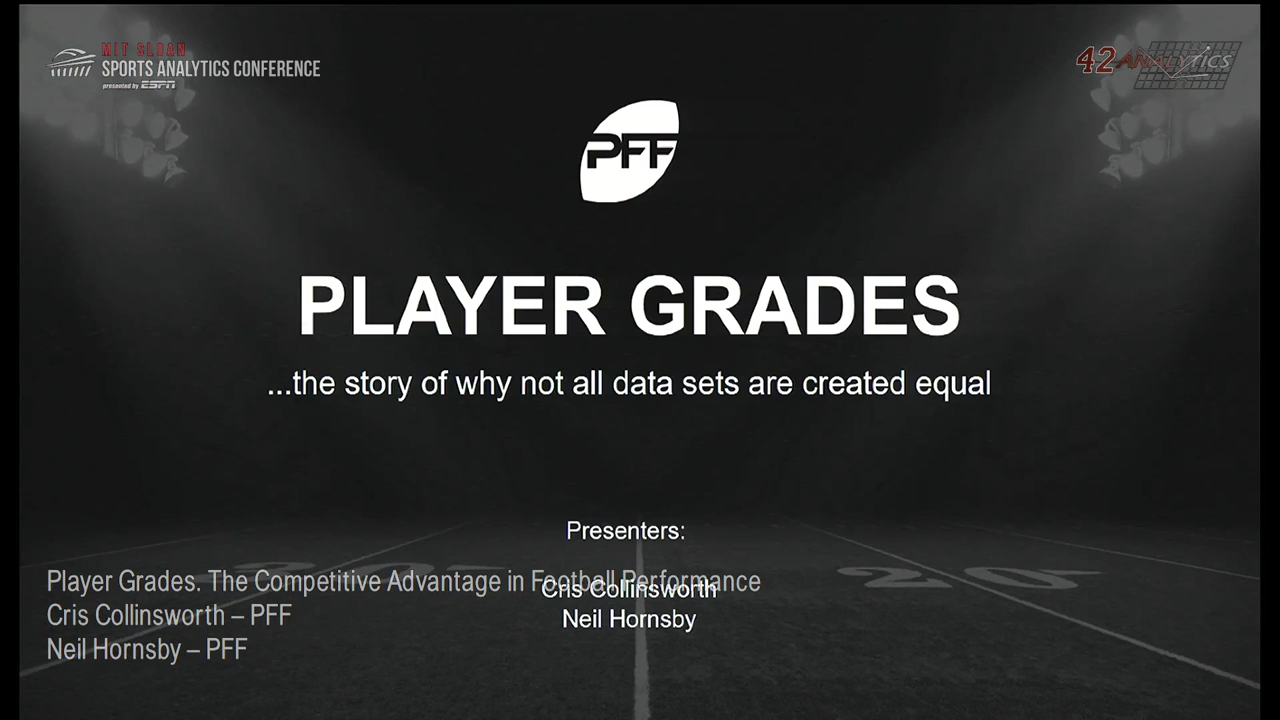 MIT SLOAN
SPORTS ANALYTICS CONFERENCE
presented by ESPN
42 ANALYTICS
PFF
PLAYER GRADES
...the story of why not all data sets are created equal
Presenters:
Cris Collinsworth
Neil Hornsby
Player Grades. The Competitive Advantage in Football Performance
Cris Collinsworth – PFF
Neil Hornsby – PFF
20